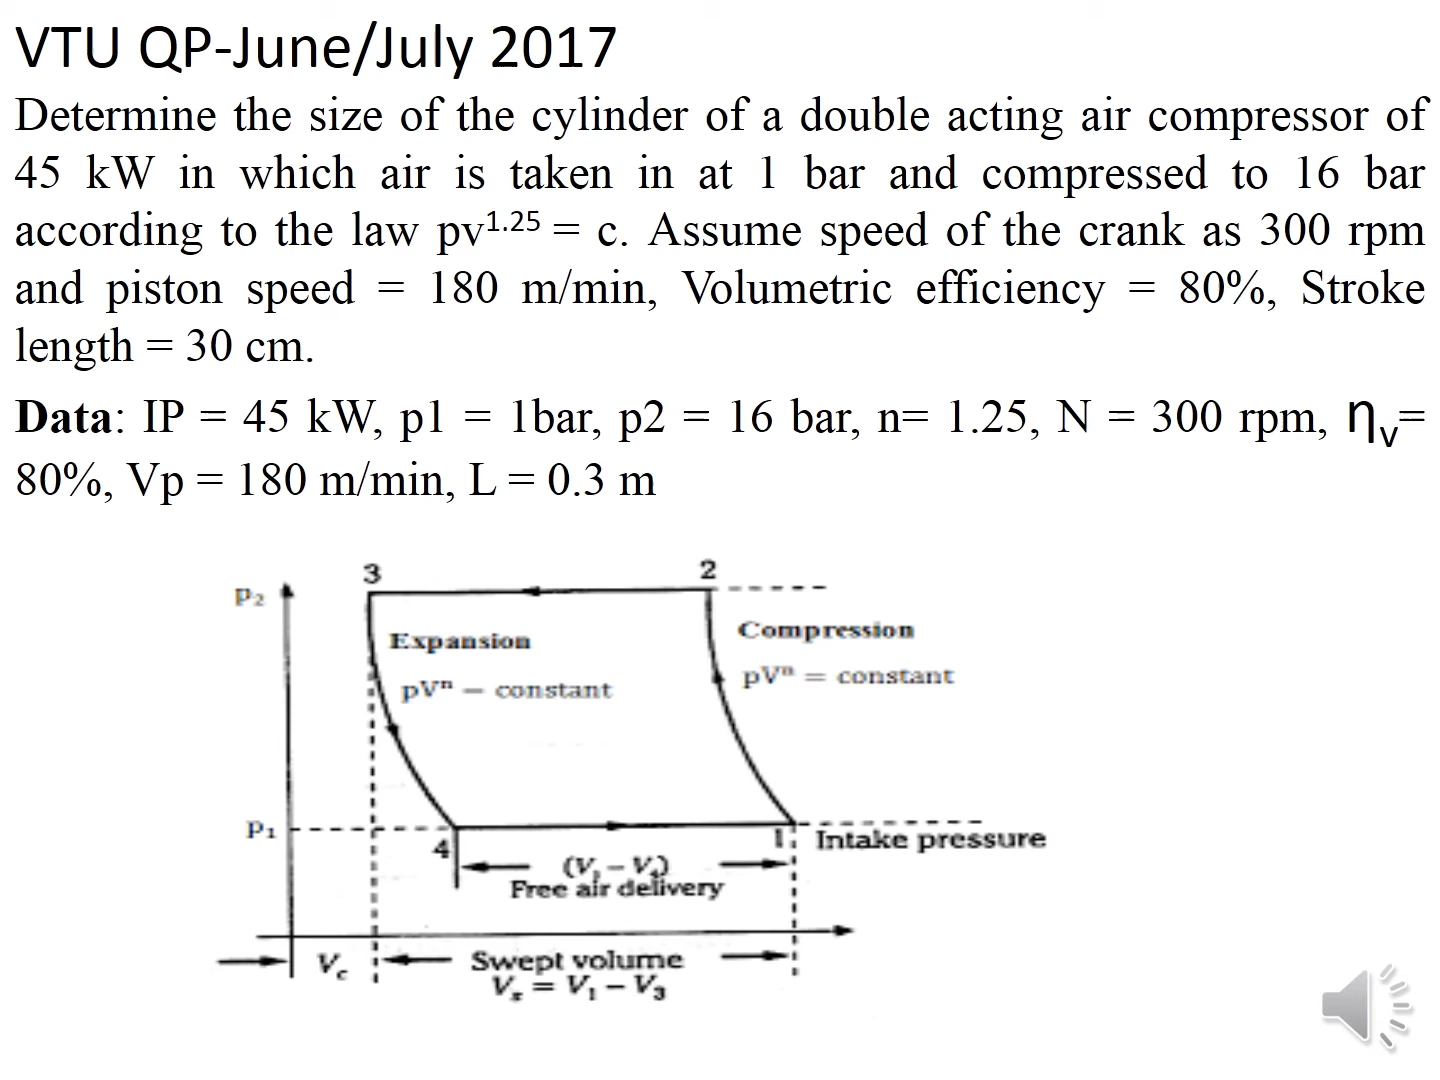 VTU QP-June/July 2017
Determine the size of the cylinder of a double acting air compressor of
45 kW in which air is taken in at 1 bar and compressed to 16 bar
according to the law pv^1.25 = c. Assume speed of the crank as 300 rpm
and piston speed = 180 m/min, Volumetric efficiency = 80%, Stroke
length = 30 cm.
Data: IP = 45 kW, p1 = 1bar, p2 = 16 bar, n= 1.25, N = 300 rpm, ηv=
80%, Vp = 180 m/min, L = 0.3 m
3 2
p₂
Expansion
Compression
pVⁿ – constant
pVⁿ = constant
p₁
4
1
Intake pressure
(V₁ – V₄)
Free air delivery
Vc
Swept volume
Vs = V₁ – V₃